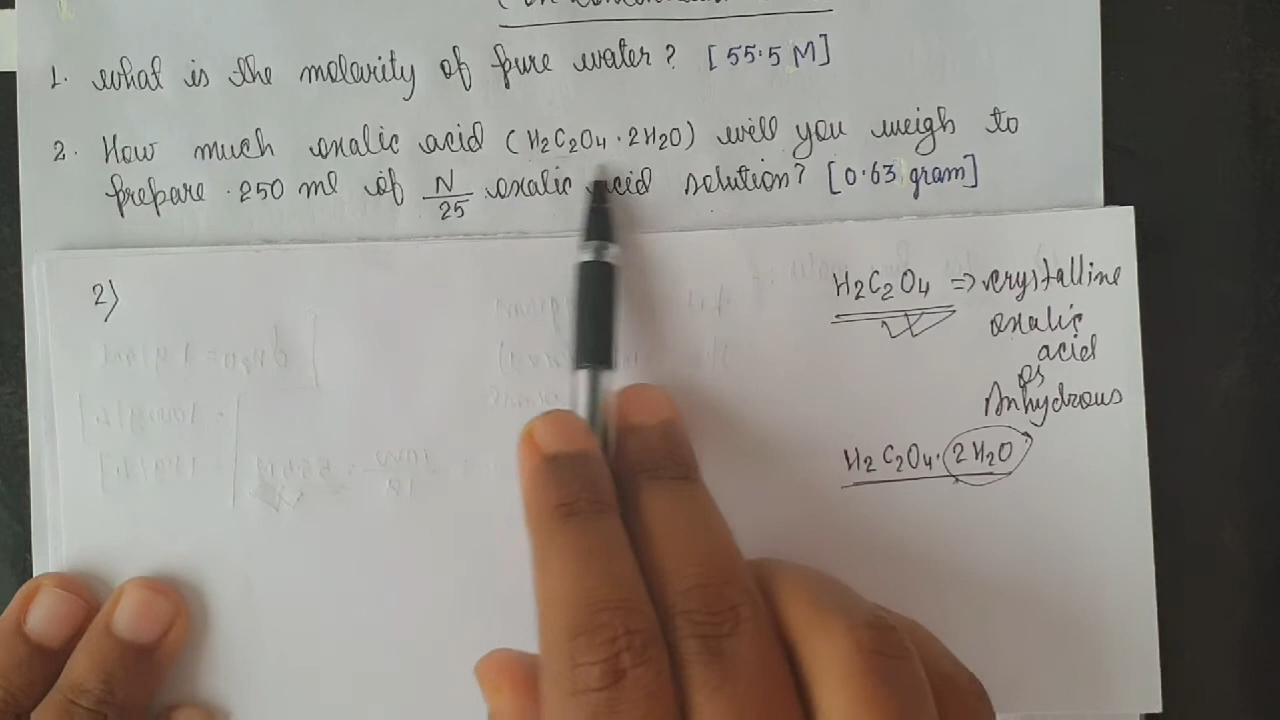 1. What is the molarity of pure water? [55.5 M]
2. How much oxalic acid (H2C2O4 . 2H2O) will you weigh to
prepare . 250 ml of N/25 oxalic acid solution? [0.63 gram]
2)
H2C2O4 => crystalline
oxalic
acid
Anhydrous
H2C2O4. 2H2O